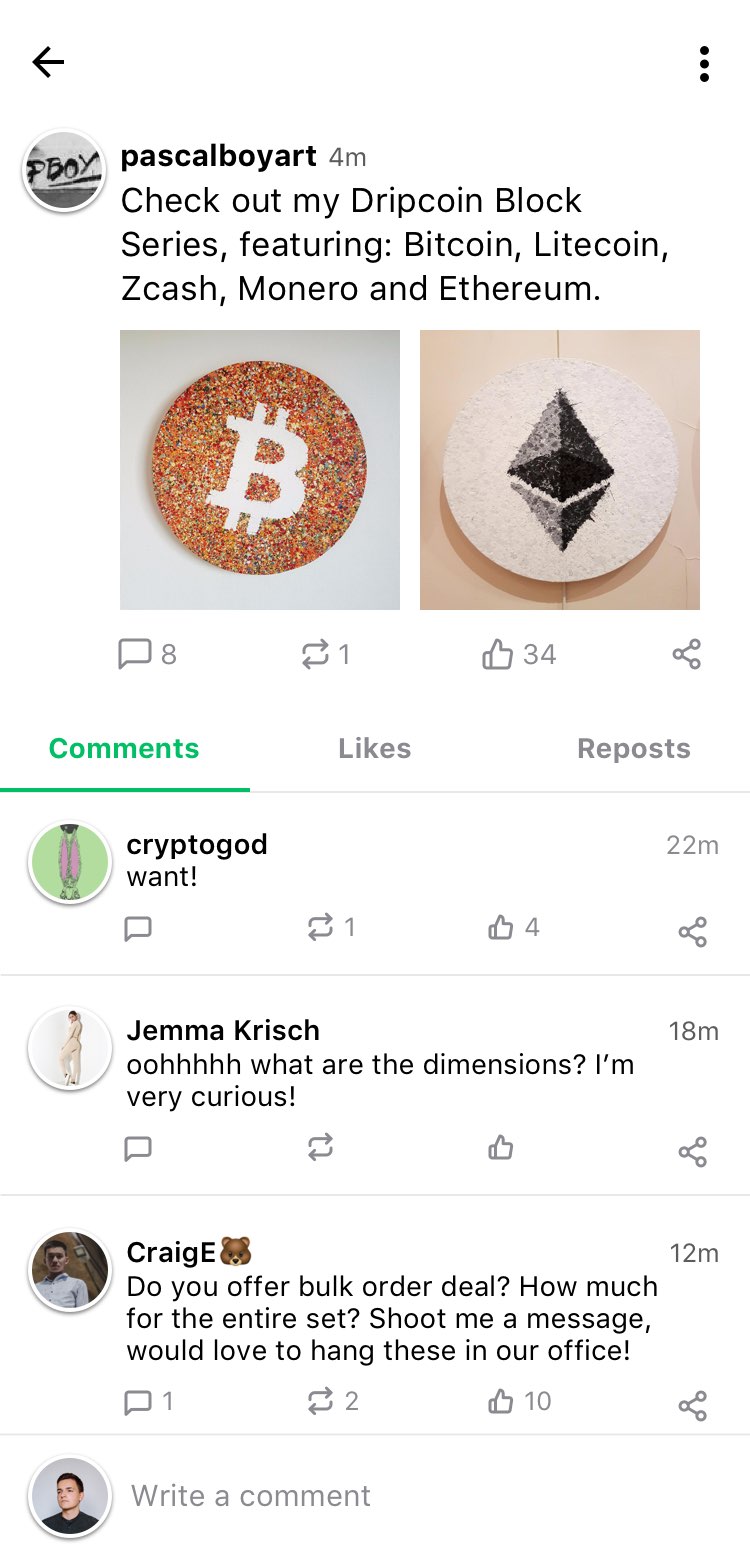 PBOY
pascalboyart 4m
Check out my Dripcoin Block
Series, featuring: Bitcoin, Litecoin,
Zcash, Monero and Ethereum.
8 1 34
Comments Likes Reposts
cryptogod 22m
want!
1 4
Jemma Krisch 18m
oohhhhh what are the dimensions? I’m
very curious!
CraigE🐻 12m
Do you offer bulk order deal? How much
for the entire set? Shoot me a message,
would love to hang these in our office!
1 2 10
Write a comment